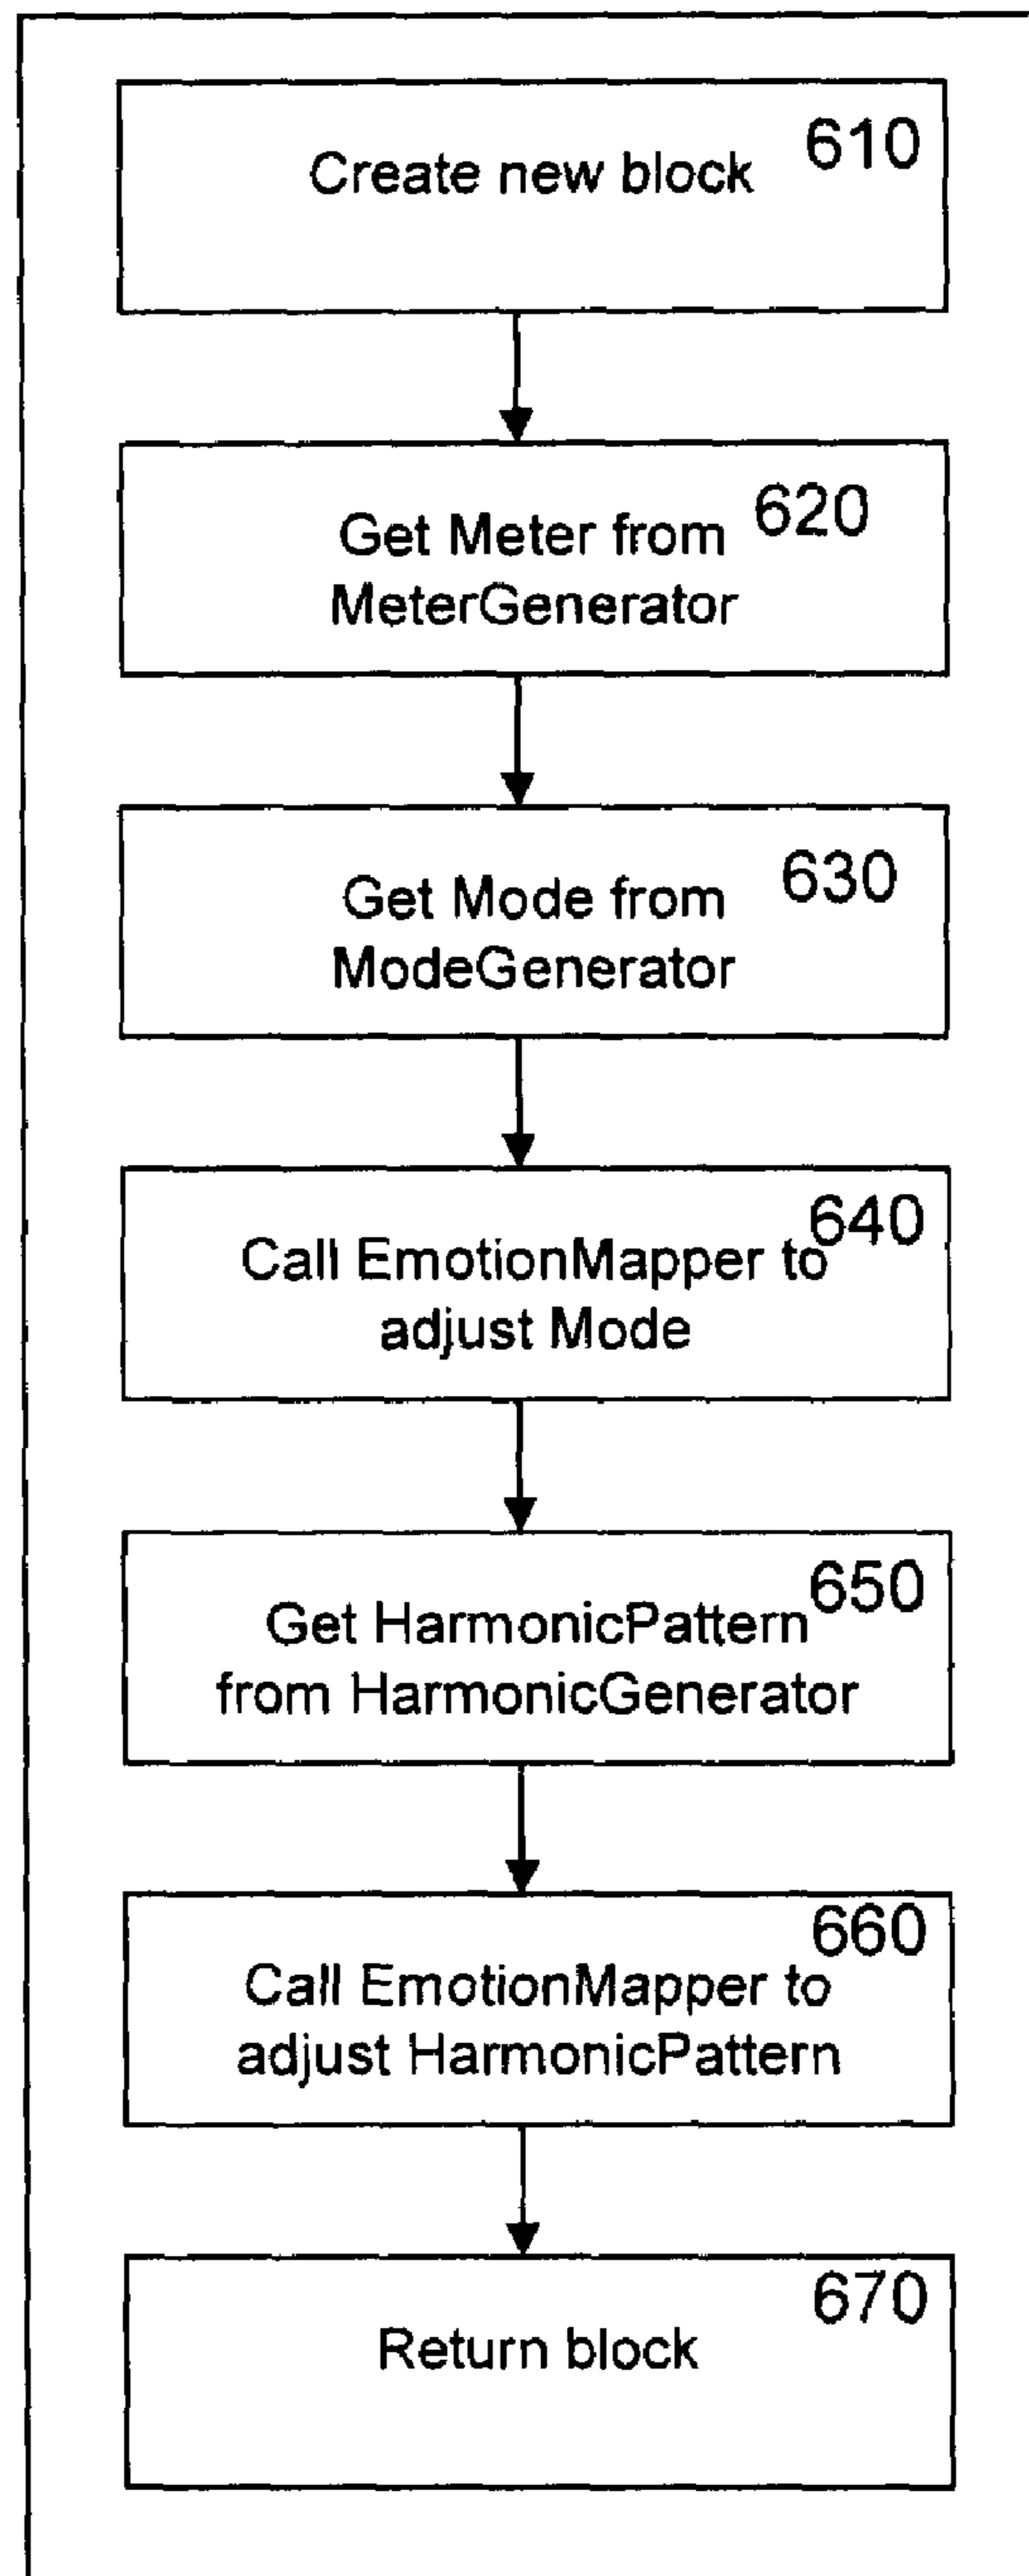 610
Create new block
620
Get Meter from
MeterGenerator
630
Get Mode from
ModeGenerator
640
Call EmotionMapper to
adjust Mode
650
Get HarmonicPattern
from HarmonicGenerator
660
Call EmotionMapper to
adjust HarmonicPattern
670
Return block